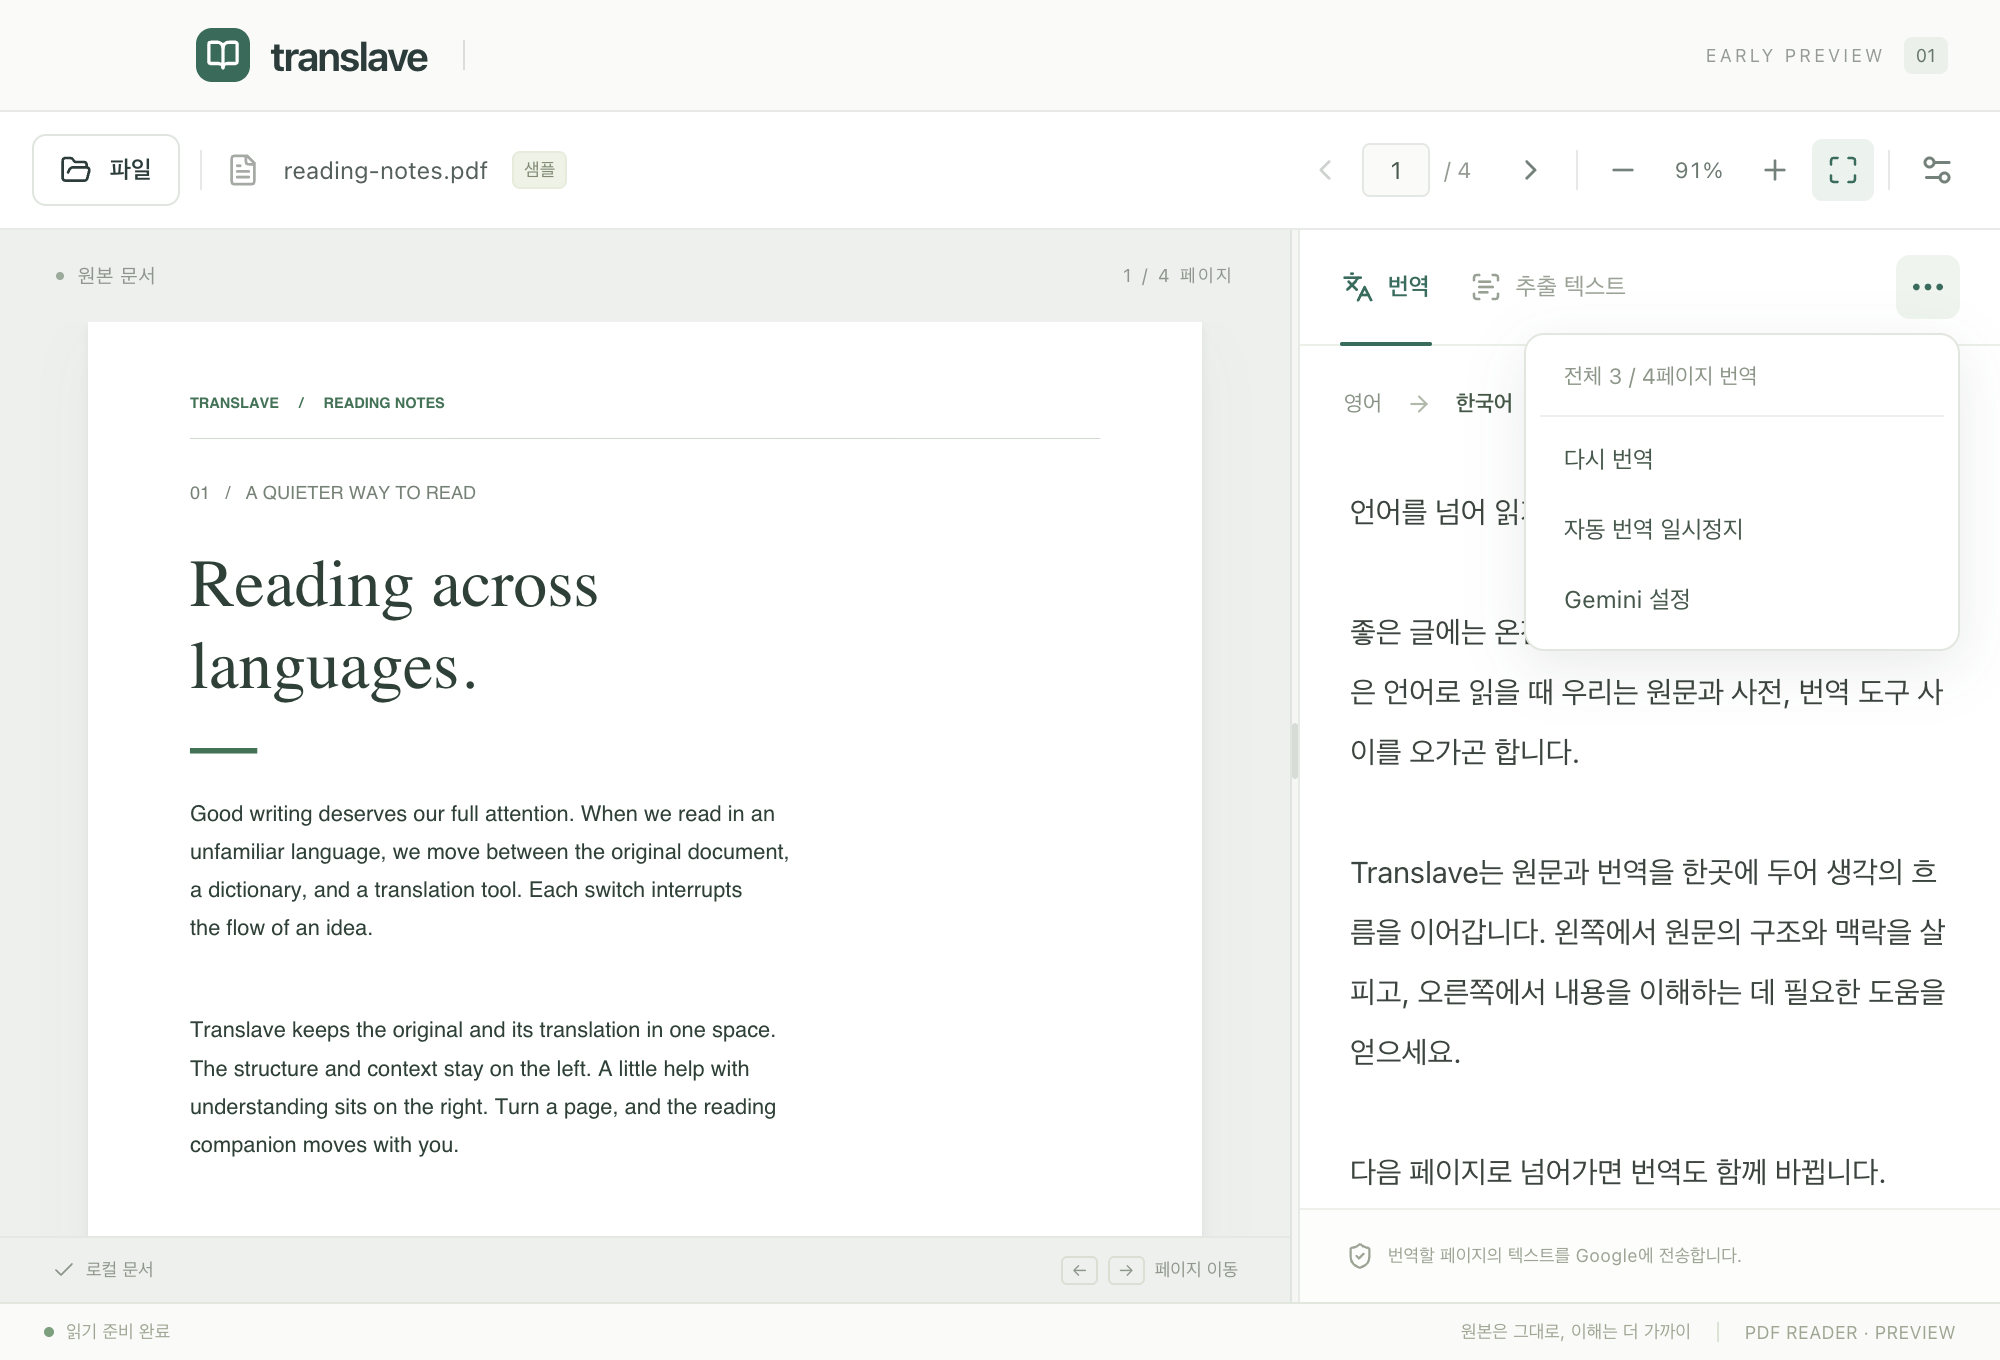 translave
EARLY PREVIEW 01
파일
reading-notes.pdf
샘플
1 / 4
91%
원본 문서
1 / 4 페이지
TRANSLAVE / READING NOTES
01 / A QUIETER WAY TO READ
Reading across
languages.
Good writing deserves our full attention. When we read in an
unfamiliar language, we move between the original document,
a dictionary, and a translation tool. Each switch interrupts
the flow of an idea.
Translave keeps the original and its translation in one space.
The structure and context stay on the left. A little help with
understanding sits on the right. Turn a page, and the reading
companion moves with you.
로컬 문서
← → 페이지 이동
번역
추출 텍스트
영어 → 한국어
전체 3 / 4페이지 번역
다시 번역
자동 번역 일시정지
Gemini 설정
언어를 넘어
좋은 글에는
은 언어로 읽을 때 우리는 원문과 사전, 번역 도구 사
이를 오가곤 합니다.
Translave는 원문과 번역을 한곳에 두어 생각의 흐
름을 이어갑니다. 왼쪽에서 원문의 구조와 맥락을 살
피고, 오른쪽에서 내용을 이해하는 데 필요한 도움을
얻으세요.
다음 페이지로 넘어가면 번역도 함께 바뀝니다.
번역할 페이지의 텍스트를 Google에 전송합니다.
읽기 준비 완료
원본은 그대로, 이해는 더 가까이
PDF READER · PREVIEW